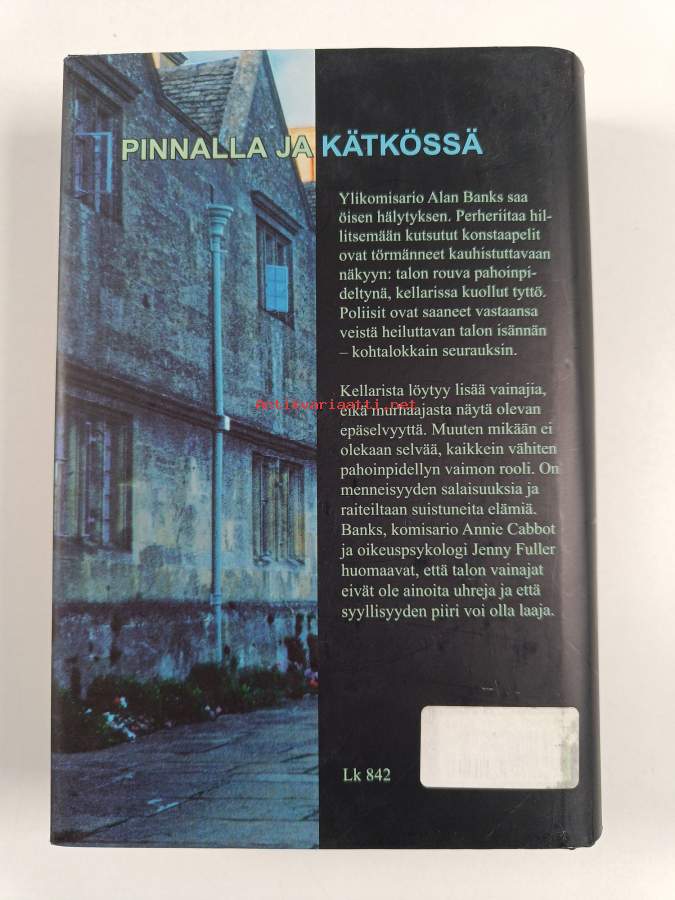 PINNALLA JA KÄTKÖSSÄ
Ylikomisario Alan Banks saa
öisen hälytyksen. Perheriitaa hil-
litsemään kutsutut konstaapelit
ovat törmänneet kauhistuttavaan
näkyyn: talon rouva pahoinpi-
deltynä, kellarissa kuollut tyttö.
Poliisit ovat saaneet vastaansa
veistä heiluttavan talon isännän
– kohtalokkain seurauksin.
Kellarista löytyy lisää vainajia,
Antikvariaatti.net
eikä murhaajasta näytä olevan
epäselvyyttä. Muuten mikään ei
olekaan selvää, kaikkein vähiten
pahoinpidellyn vaimon rooli. On
menneisyyden salaisuuksia ja
raiteiltaan suistuneita elämiä.
Banks, komisario Annie Cabbot
ja oikeuspsykologi Jenny Fuller
huomaavat, että talon vainajat
eivät ole ainoita uhreja ja että
syyllisyyden piiri voi olla laaja.
Lk 842